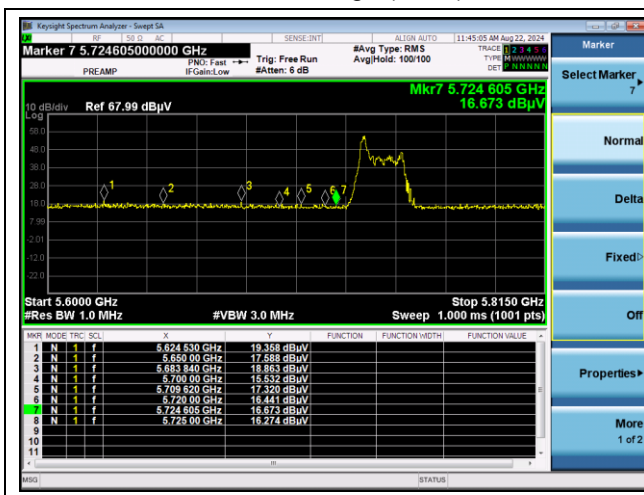 Keysight Spectrum Analyzer - Swept SA
RF 50 Ω AC SENSE:INT ALIGN AUTO 11:45:05 AM Aug 22, 2024
Marker 7 5.724605000000 GHz
PREAMP
PNO: Fast
IFGain:Low
Trig: Free Run
#Atten: 6 dB
#Avg Type: RMS
Avg|Hold: 100/100
TRACE 1 2 3 4 5 6
TYPE M WWWWW
DET P N N N N N
Mkr7 5.724 605 GHz
16.673 dBµV
10 dB/div Ref 67.99 dBµV
Log
58.0
48.0
38.0
28.0
18.0
7.99
-2.01
-12.0
-22.0
1 2 3 4 5 6 7
Start 5.6000 GHz Stop 5.8150 GHz
#Res BW 1.0 MHz #VBW 3.0 MHz Sweep 1.000 ms (1001 pts)
MKR MODE TRC SCL X Y FUNCTION FUNCTION WIDTH FUNCTION VALUE
1 N 1 f 5.624 530 GHz 19.358 dBµV
2 N 1 f 5.650 00 GHz 17.588 dBµV
3 N 1 f 5.683 840 GHz 18.863 dBµV
4 N 1 f 5.700 00 GHz 15.532 dBµV
5 N 1 f 5.709 620 GHz 17.320 dBµV
6 N 1 f 5.720 00 GHz 16.441 dBµV
7 N 1 f 5.724 605 GHz 16.673 dBµV
8 N 1 f 5.725 00 GHz 16.274 dBµV
9
10
11
MSG STATUS
Marker
Select Marker
7
Normal
Delta
Fixed
Off
Properties
More
1 of 2